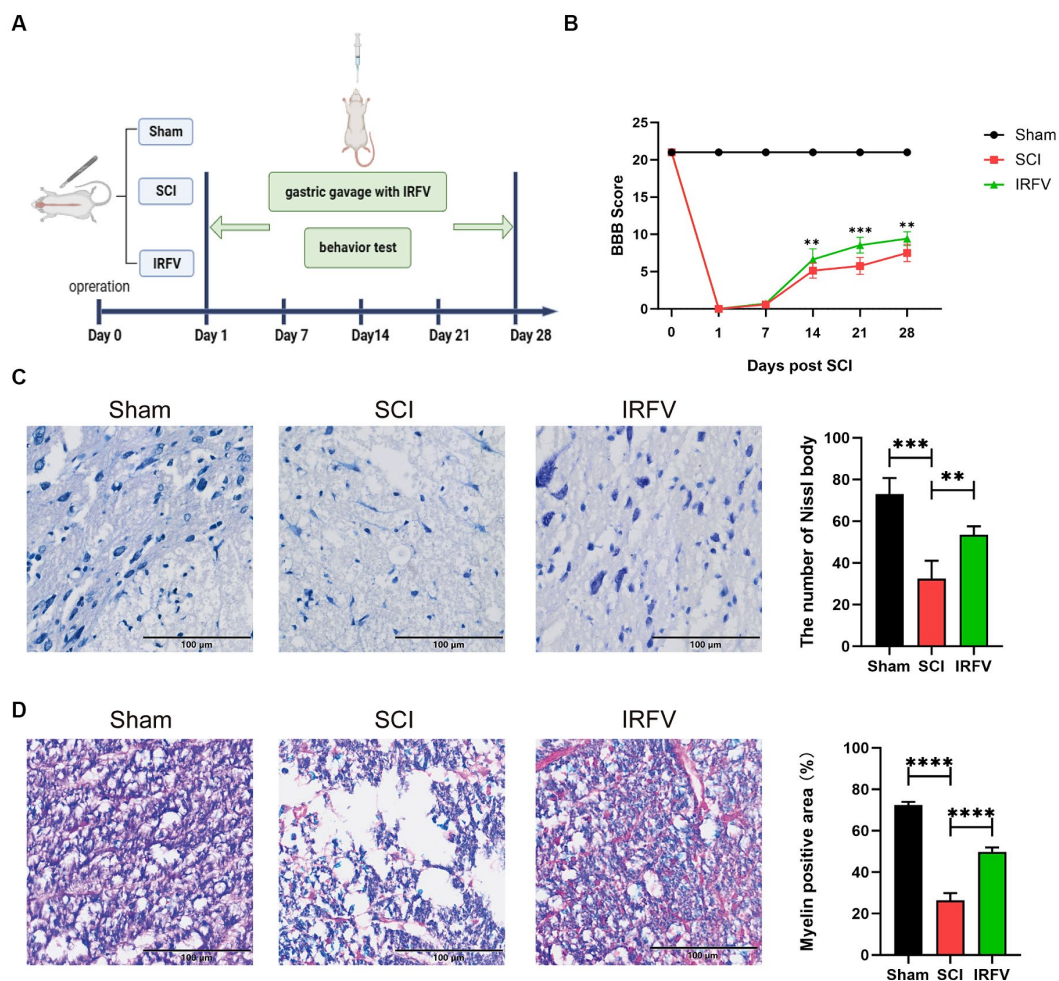 A
Sham
SCI
IRFV
opreration
gastric gavage with IRFV
behavior test
Day 0
Day 1
Day 7
Day14
Day 21
Day 28
B
BBB Score
25
20
15
10
5
0
**
***
**
0
1
7
14
21
28
Days post SCI
Sham
SCI
IRFV
C
Sham
SCI
IRFV
100 µm
100 µm
100 µm
The number of Nissl body
100
80
60
40
20
0
***
**
Sham
SCI
IRFV
D
Sham
SCI
IRFV
100 µm
100 µm
100 µm
Myelin positive area (%)
100
80
60
40
20
0
****
****
Sham
SCI
IRFV